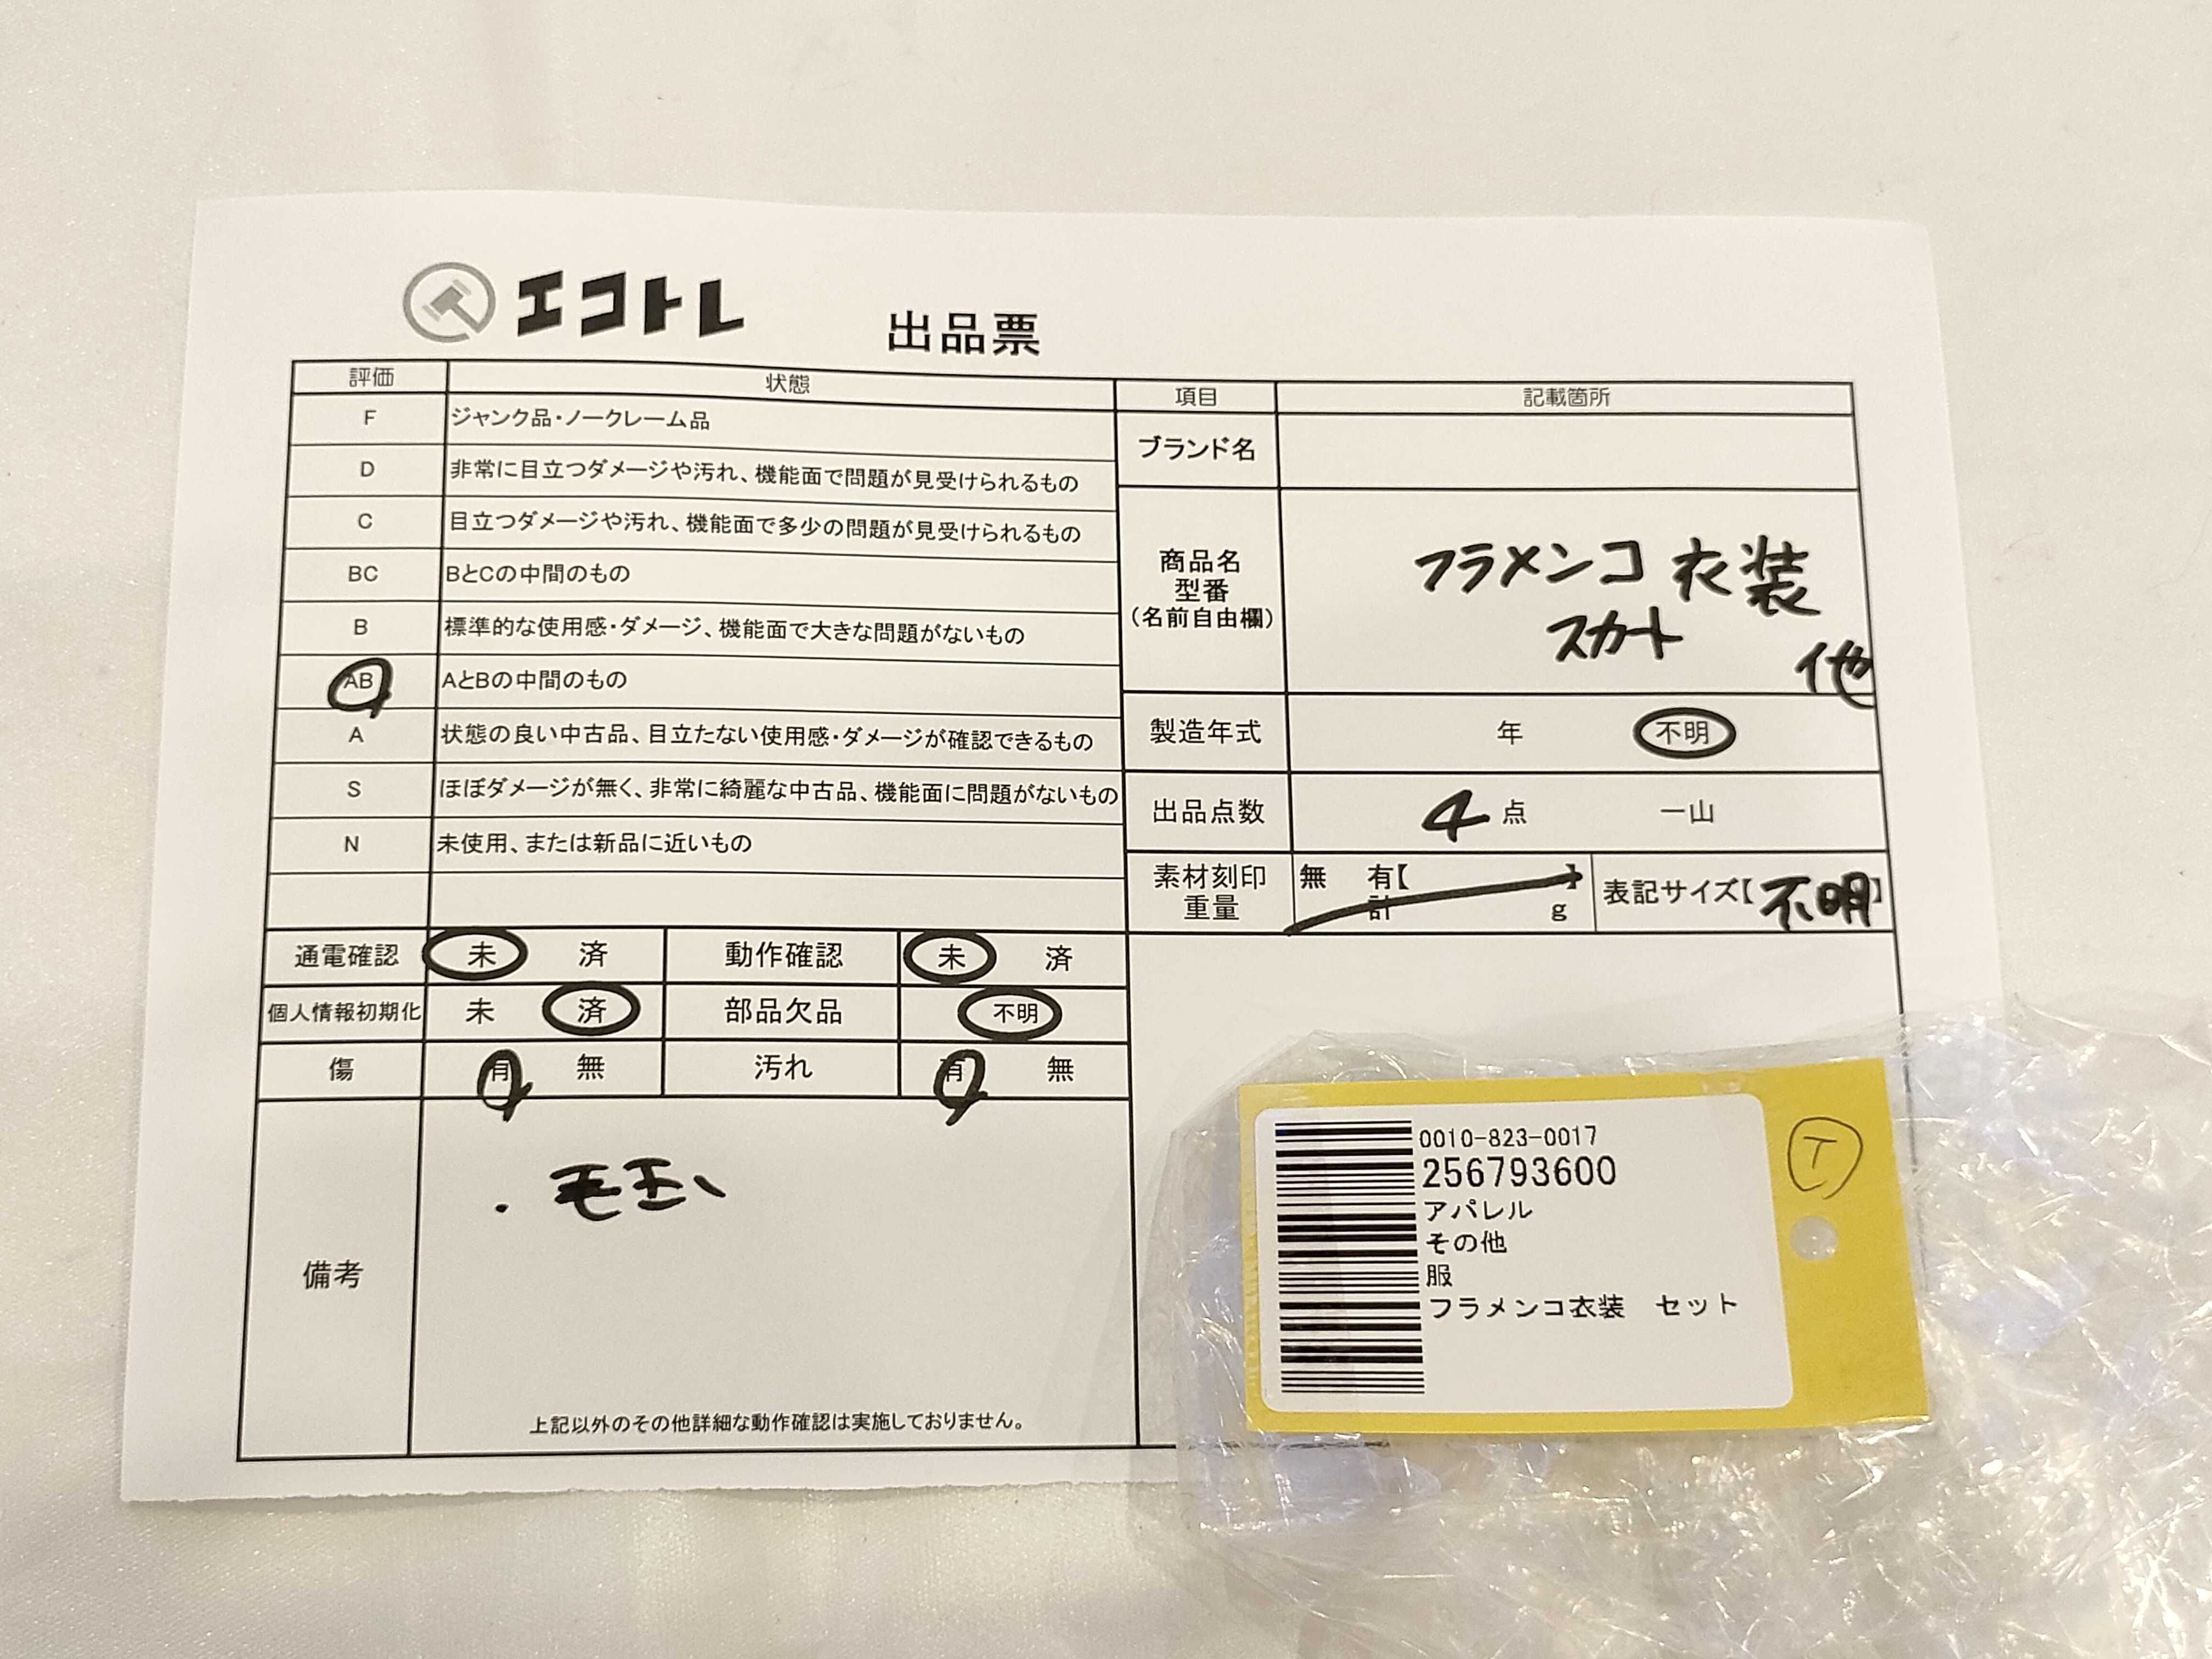 エコトレ
出品票
評価 状態
F ジャンク品・ノークレーム品
D 非常に目立つダメージや汚れ、機能面で問題が見受けられるもの
C 目立つダメージや汚れ、機能面で多少の問題が見受けられるもの
BC BとCの中間のもの
B 標準的な使用感・ダメージ、機能面で大きな問題がないもの
AB AとBの中間のもの
A 状態の良い中古品、目立たない使用感・ダメージが確認できるもの
S ほぼダメージが無く、非常に綺麗な中古品、機能面に問題がないもの
N 未使用、または新品に近いもの
項目 記載箇所
ブランド名
商品名
型番
(名前自由欄)
フラメンコ衣装
スカート
他
製造年式 年 不明
出品点数 4点 一山
素材刻印 無 有【 】
重量 計 g
表記サイズ【不明】
通電確認 未 済 動作確認 未 済
個人情報初期化 未 済 部品欠品 不明
傷 有 無 汚れ 有 無
備考
上記以外のその他詳細な動作確認は実施しておりません。
0010-823-0017
256793600
アパレル
その他
服
フラメンコ衣装 セット
T